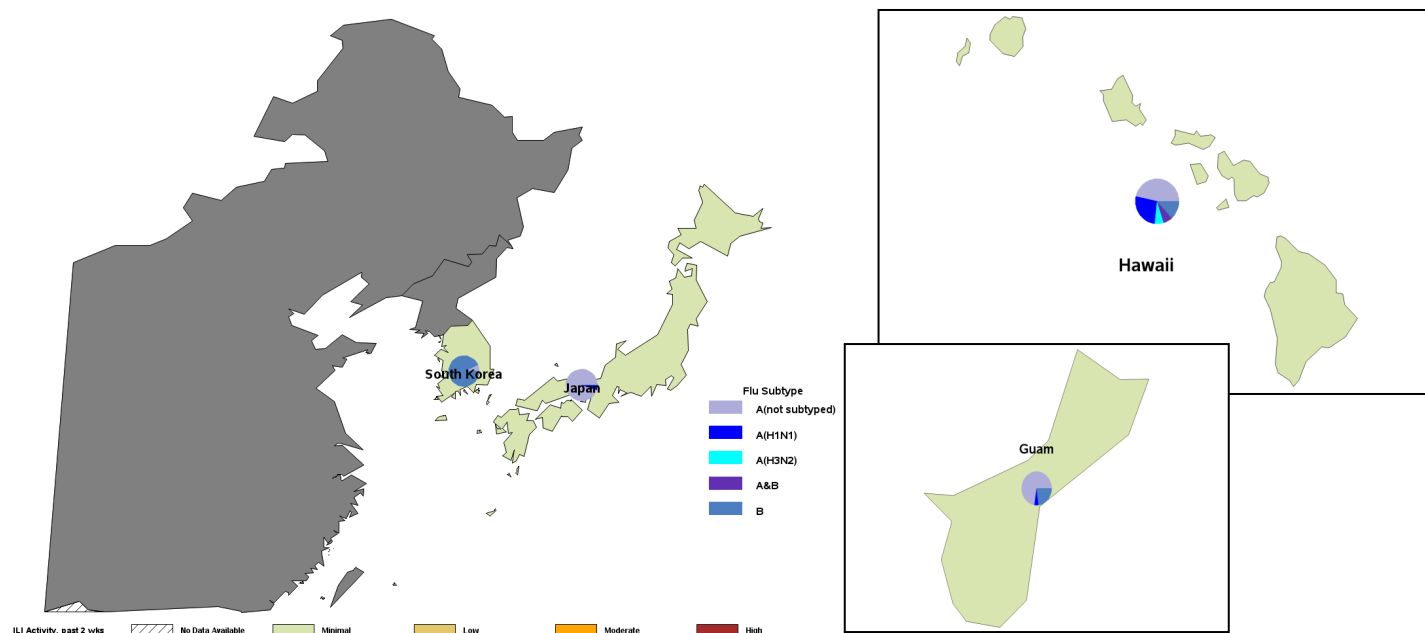 Hawaii
South Korea
Japan
Flu Subtype
A(not subtyped)
A(H1N1)
A(H3N2)
A&B
B
Guam
ILI Activity, past 2 wks
No Data Available
Minimal
Low
Moderate
High